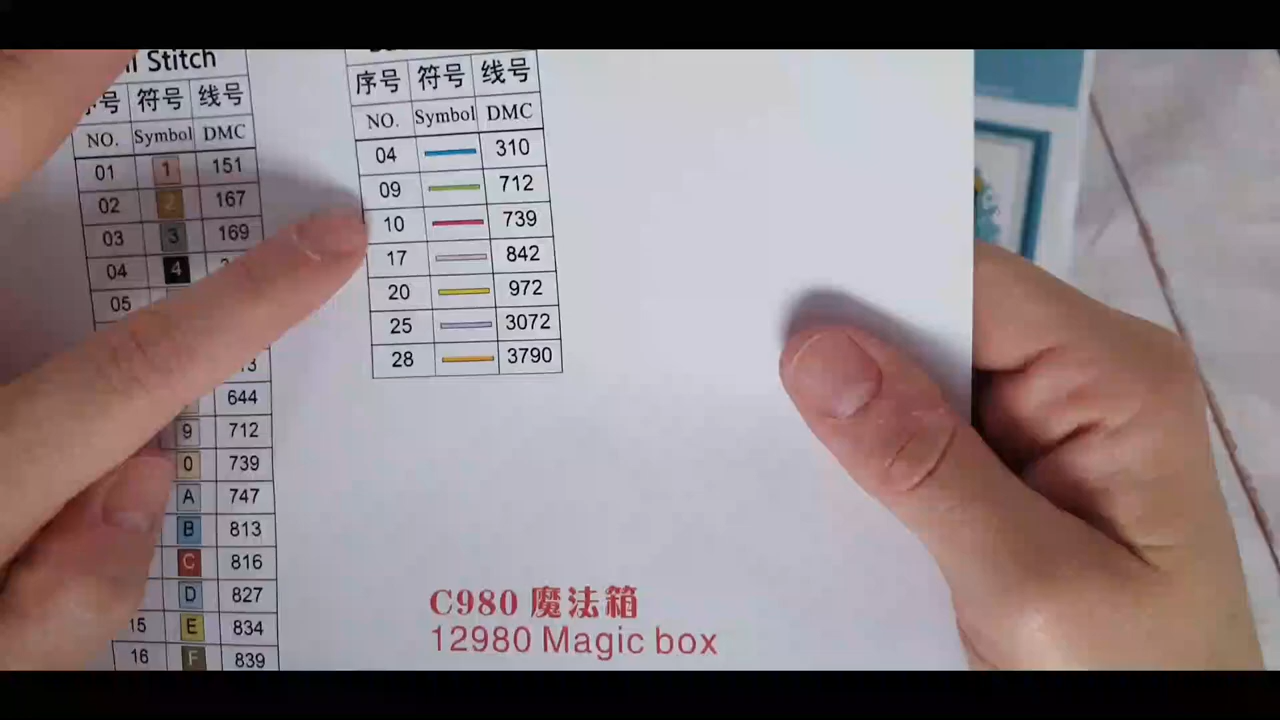 Stitch
号 符号 线号
NO. Symbol DMC
01 1 151
02 2 167
03 3 169
04 4
05
644
9 712
0 739
A 747
B 813
C 816
D 827
15 E 834
16 F 839
序号 符号 线号
NO. Symbol DMC
04 310
09 712
10 739
17 842
20 972
25 3072
28 3790
C980 魔法箱
12980 Magic box